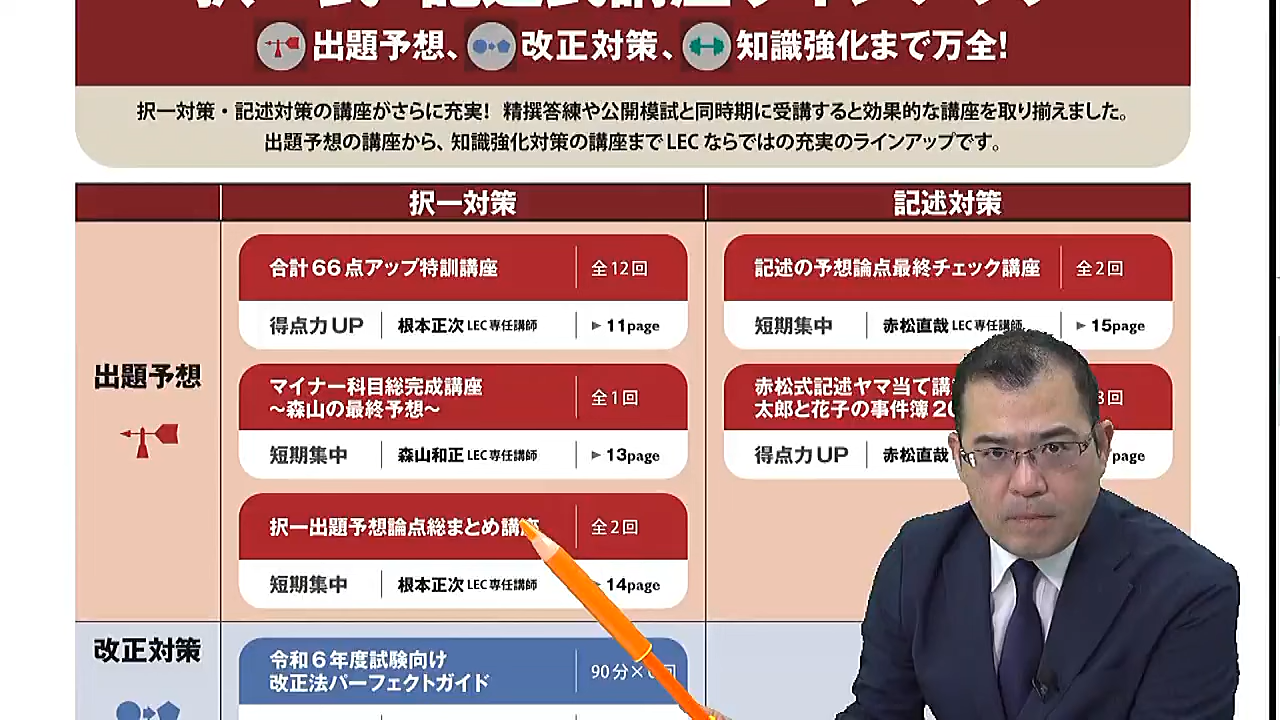 出題予想、改正対策、知識強化まで万全!
択一対策・記述対策の講座がさらに充実! 精撰答練や公開模試と同時期に受講すると効果的な講座を取り揃えました。
出題予想の講座から、知識強化対策の講座まで LEC ならではの充実のラインアップです。
択一対策
記述対策
出題予想
合計66点アップ特訓講座 全12回
得点力UP 根本正次 LEC専任講師 ▶11page
マイナー科目総完成講座
~森山の最終予想~
全1回
短期集中 森山和正 LEC専任講師 ▶13page
択一出題予想論点総まとめ講座 全2回
短期集中 根本正次 LEC専任講師 14page
記述の予想論点最終チェック講座 全2回
短期集中 赤松直哉 LEC専任講師 ▶15page
赤松式記述ヤマ当て講
太郎と花子の事件簿
回
得点力UP 赤松直哉 page
改正対策
令和6年度試験向け
改正法パーフェクトガイド
90分×